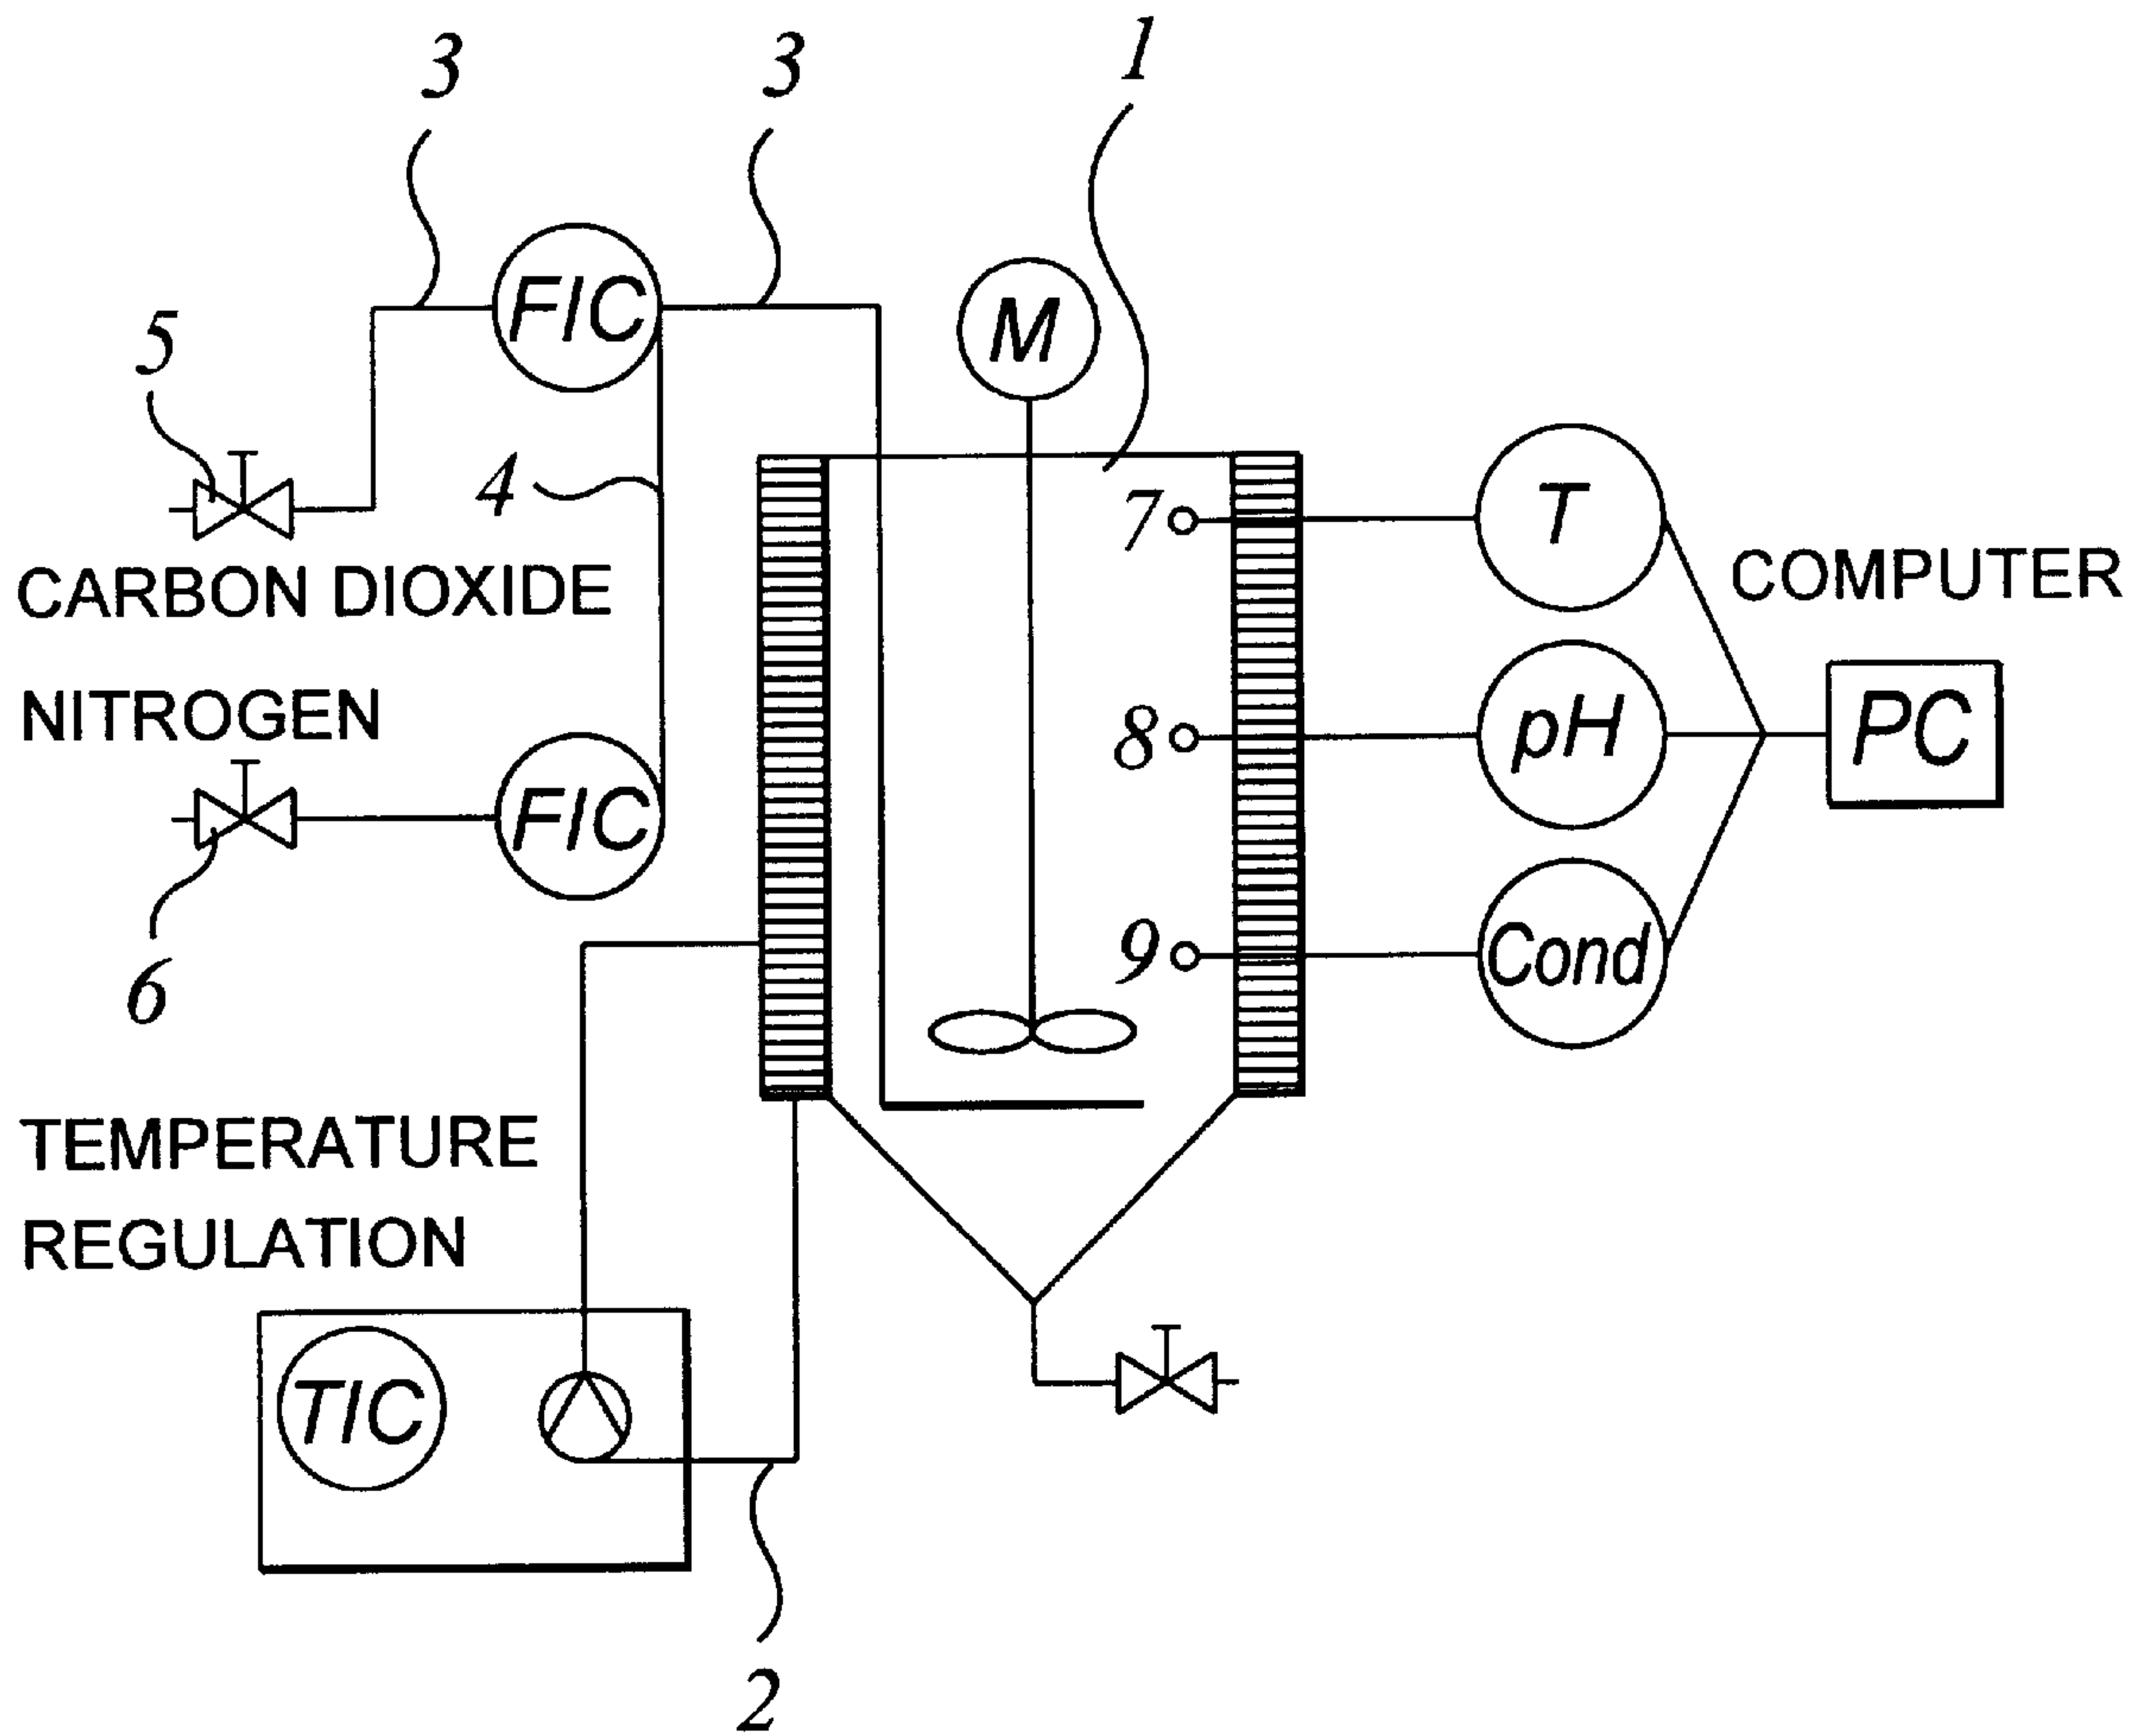 3
3
1
FIC
M
5
4
7
T
CARBON DIOXIDE
COMPUTER
NITROGEN
8
pH
PC
FIC
9
Cond
6
TEMPERATURE
REGULATION
TIC
2